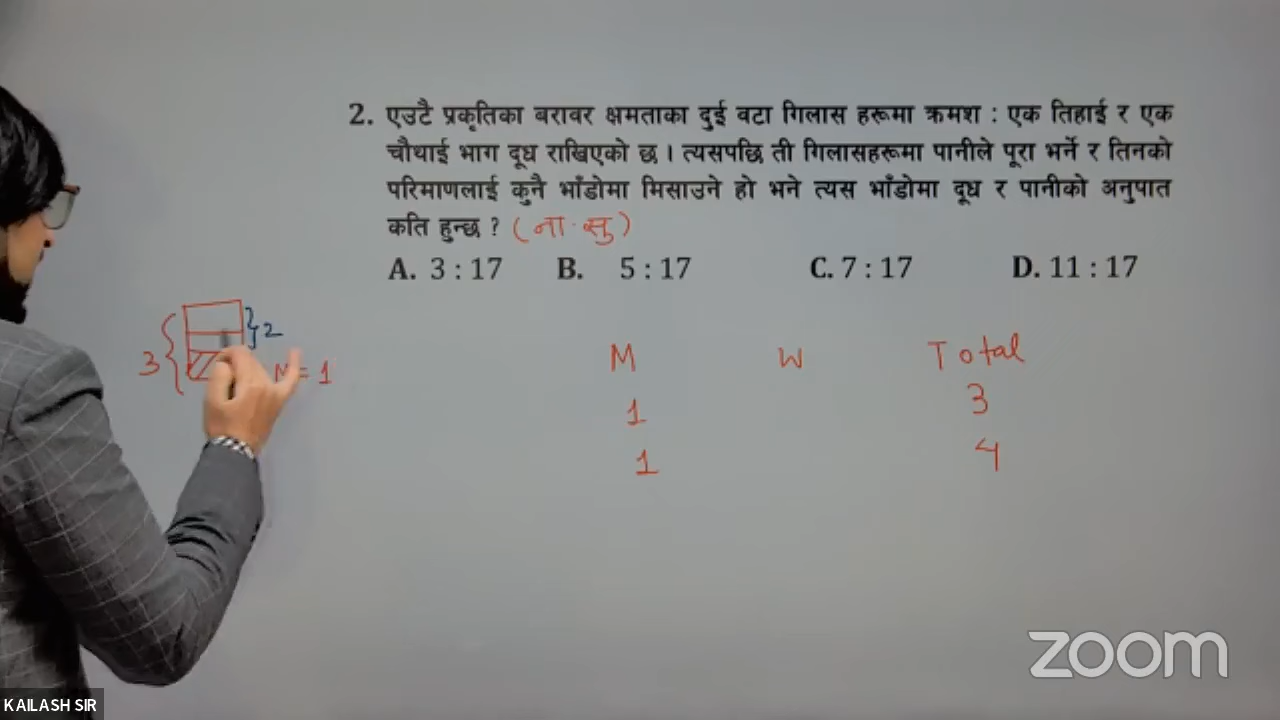 2. एउटै प्रकृतिका बरावर क्षमताका दुई वटा गिलास हरूमा क्रमश : एक तिहाई र एक
चौथाई भाग दूध राखिएको छ । त्यसपछि ती गिलासहरूमा पानीले पूरा भर्ने र तिनको
परिमाणलाई कुनै भाँडोमा मिसाउने हो भने त्यस भाँडोमा दूध र पानीको अनुपात
कति हुन्छ ? (ना.सु)
A. 3 : 17 B. 5 : 17 C. 7 : 17 D. 11 : 17
3 2
M = 1
M W Total
1 3
1 4
zoom
KAILASH SIR